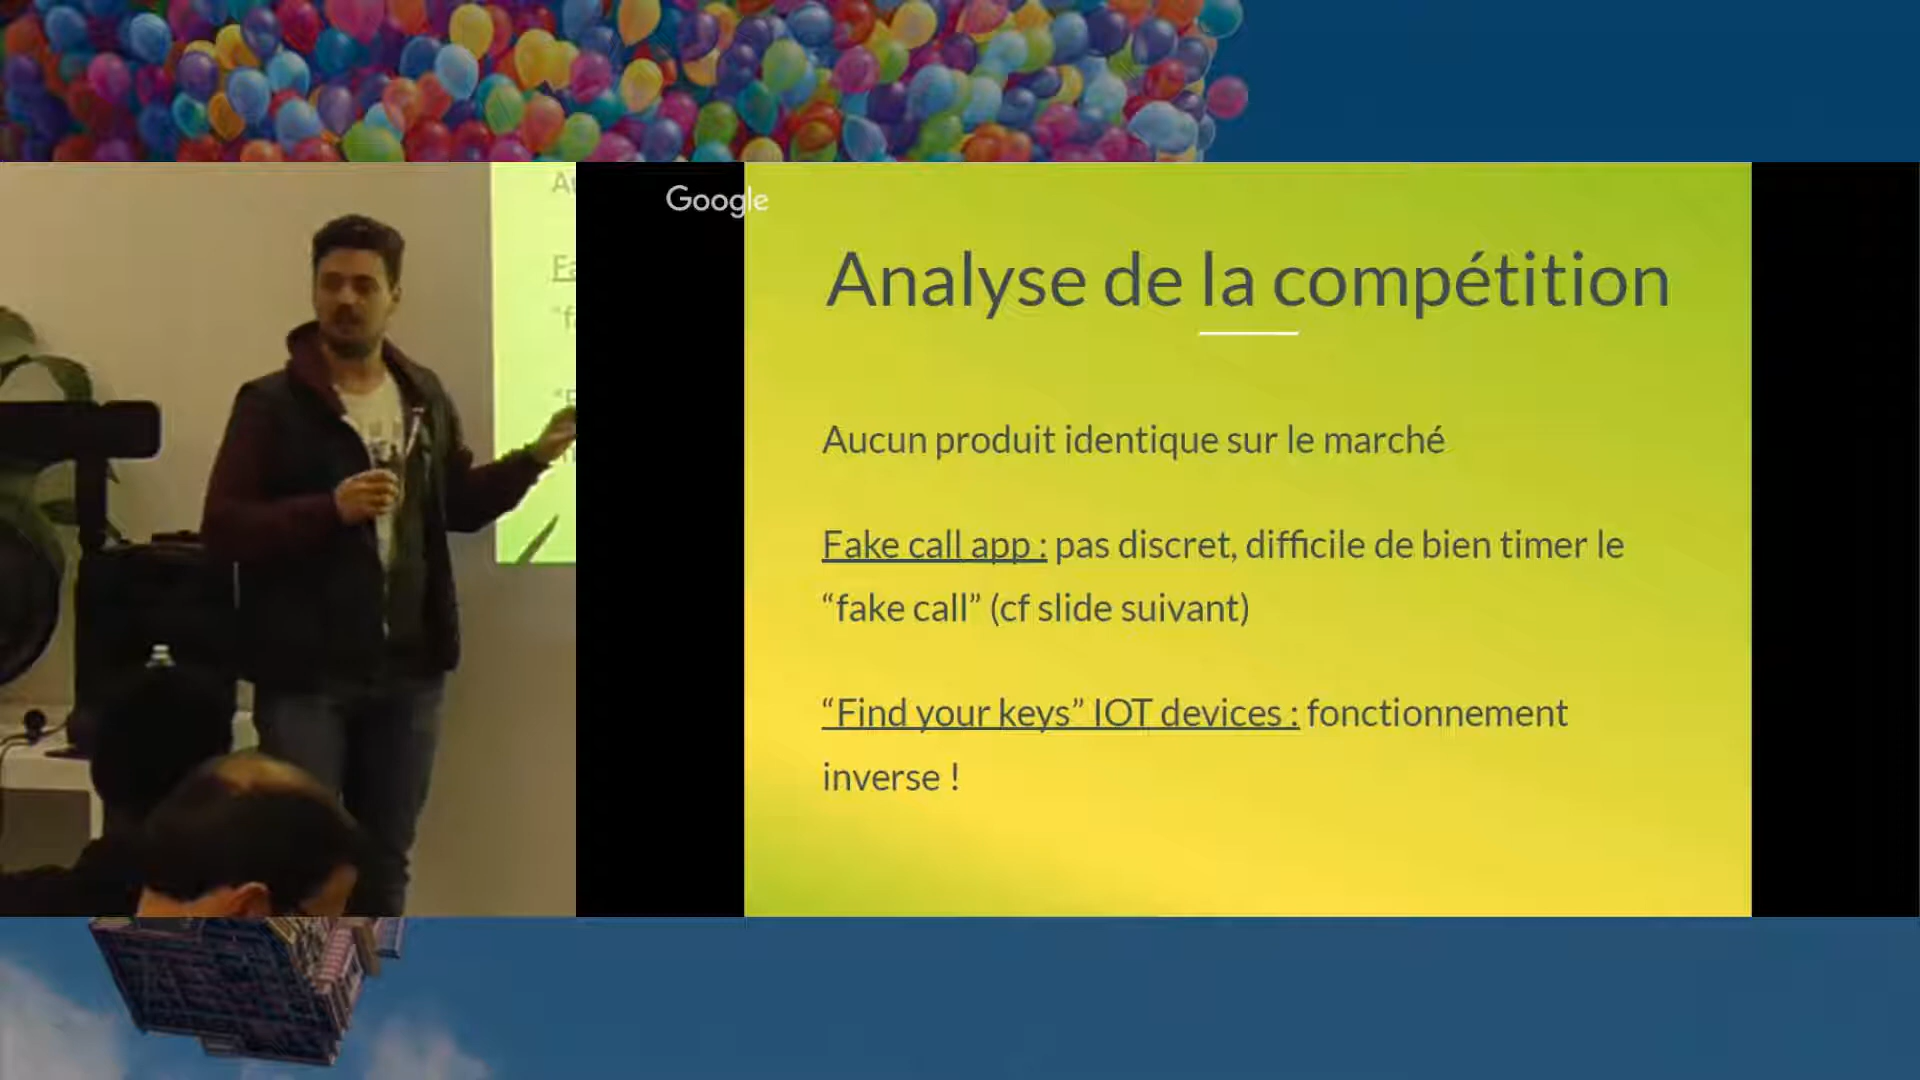 Google
Analyse de la compétition
Aucun produit identique sur le marché
Fake call app : pas discret, difficile de bien timer le
“fake call” (cf slide suivant)
“Find your keys” IOT devices : fonctionnement
inverse !